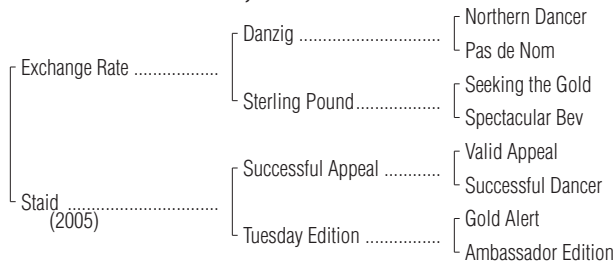 Northern Dancer
Danzig ............................
Pas de Nom
Exchange Rate .................
Seeking the Gold
Sterling Pound.................
Spectacular Bev
Valid Appeal
Successful Appeal ...........
Successful Dancer
Staid ..............................
(2005)
Gold Alert
Tuesday Edition ...............
Ambassador Edition